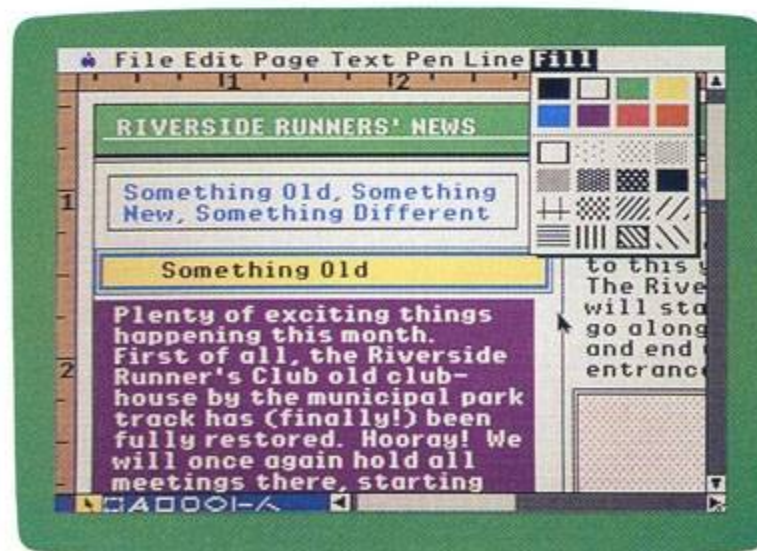 File Edit Page Text Pen Line Fill
1 2
RIVERSIDE RUNNERS' NEWS
1
Something Old, Something
New, Something Different
Something Old
Plenty of exciting things
happening this month.
First of all, the Riverside
Runner's Club old club-
house by the municipal park
track has (finally!) been
fully restored. Hooray! We
will once again hold all
meetings there, starting
2
to this
The Rive
will sta
go along
and end
entranc